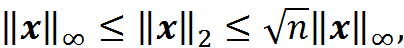 ‖𝒙‖∞ ≤ ‖𝒙‖₂ ≤ √n‖𝒙‖∞,